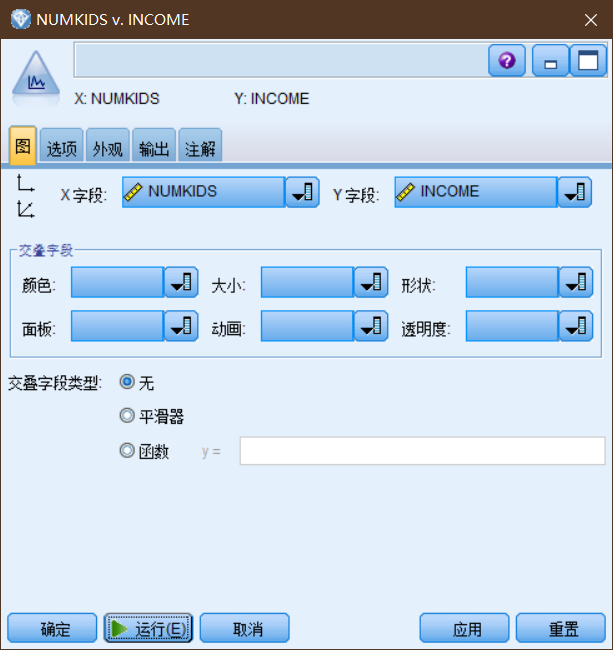 NUMKIDS v. INCOME
X: NUMKIDS Y: INCOME
图 选项 外观 输出 注解
X 字段: NUMKIDS Y 字段: INCOME
交叠字段
颜色: 大小: 形状:
面板: 动画: 透明度:
交叠字段类型: 无
平滑器
函数 y =
确定 运行(E) 取消 应用 重置